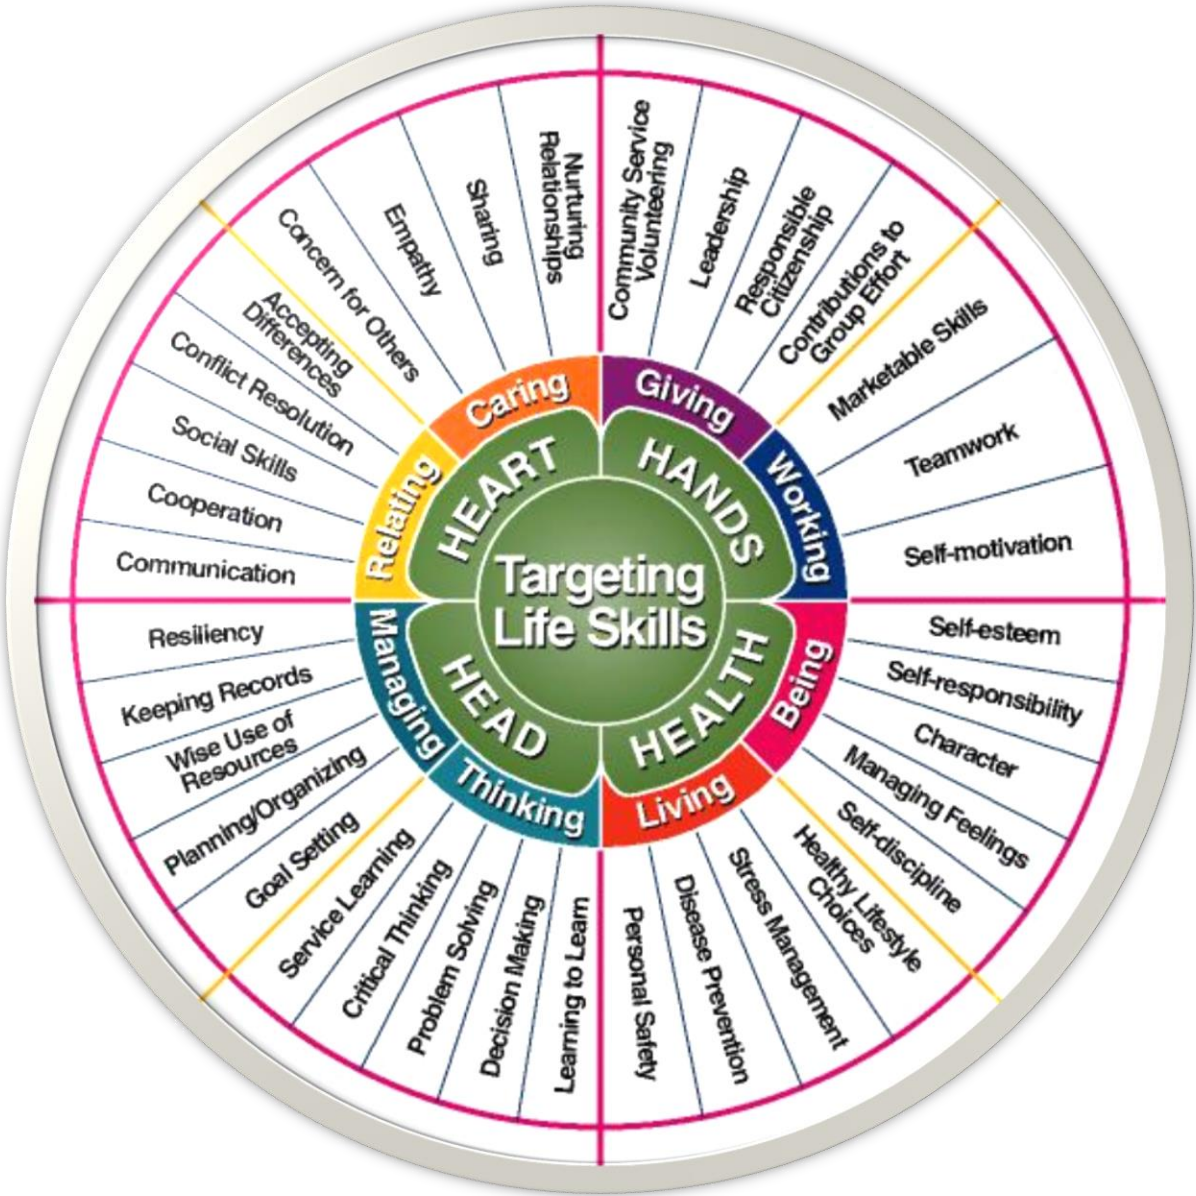 Targeting
Life Skills
HEART
HANDS
HEALTH
HEAD
Caring
Giving
Working
Being
Living
Thinking
Managing
Relating
Community Service
Volunteering
Leadership
Responsible
Citizenship
Contributions to
Group Effort
Marketable Skills
Teamwork
Self-motivation
Self-esteem
Self-responsibility
Character
Managing Feelings
Self-discipline
Healthy Lifestyle
Choices
Stress Management
Disease Prevention
Personal Safety
Learning to Learn
Decision Making
Problem Solving
Critical Thinking
Service Learning
Goal Setting
Planning/Organizing
Wise Use of
Resources
Keeping Records
Resiliency
Communication
Cooperation
Social Skills
Conflict Resolution
Accepting
Differences
Concern for Others
Empathy
Sharing
Nurturing
Relationships